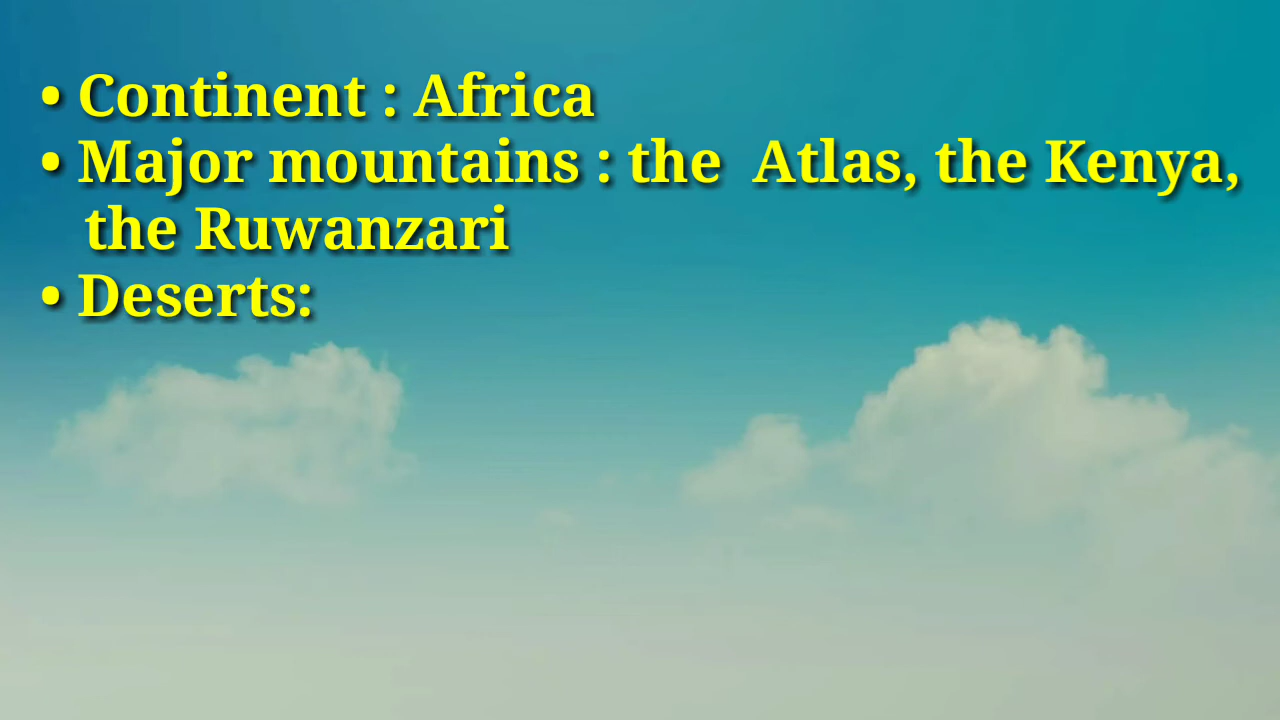 • Continent : Africa
• Major mountains : the  Atlas, the Kenya,
the Ruwanzari
• Deserts: